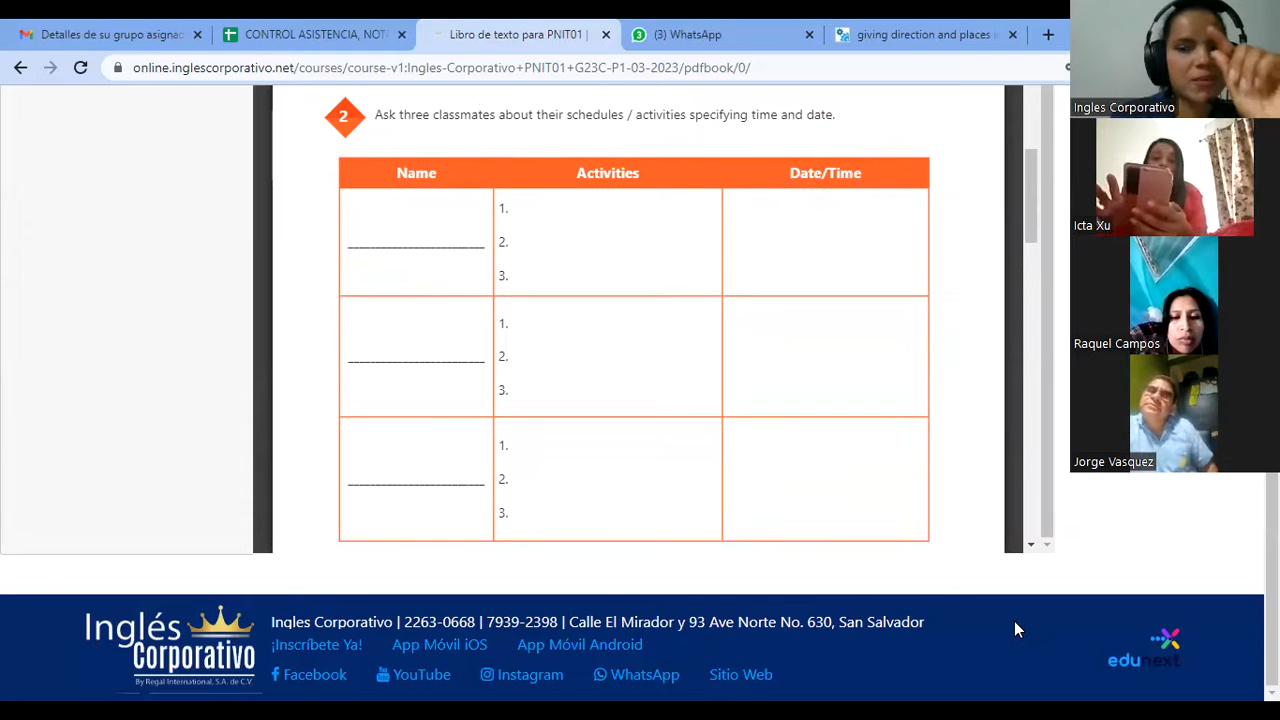 Detalles de su grupo asignac
CONTROL ASISTENCIA, NOT
Libro de texto para PNIT01 |
(3) WhatsApp
giving direction and places i
online.inglescorporativo.net/courses/course-v1:Ingles-Corporativo+PNIT01+G23C-P1-03-2023/pdfbook/0/
2 Ask three classmates about their schedules / activities specifying time and date.
Name Activities Date/Time
1.
2.
3.
1.
2.
3.
1.
2.
3.
Ingles Corporativo
Icta Xu
Raquel Campos
Jorge Vasquez
Inglés
Corporativo
By Regal International, S.A. de C.V.
Ingles Corporativo | 2263-0668 | 7939-2398 | Calle El Mirador y 93 Ave Norte No. 630, San Salvador
¡Inscríbete Ya! App Móvil iOS App Móvil Android
Facebook YouTube Instagram WhatsApp Sitio Web
edunext